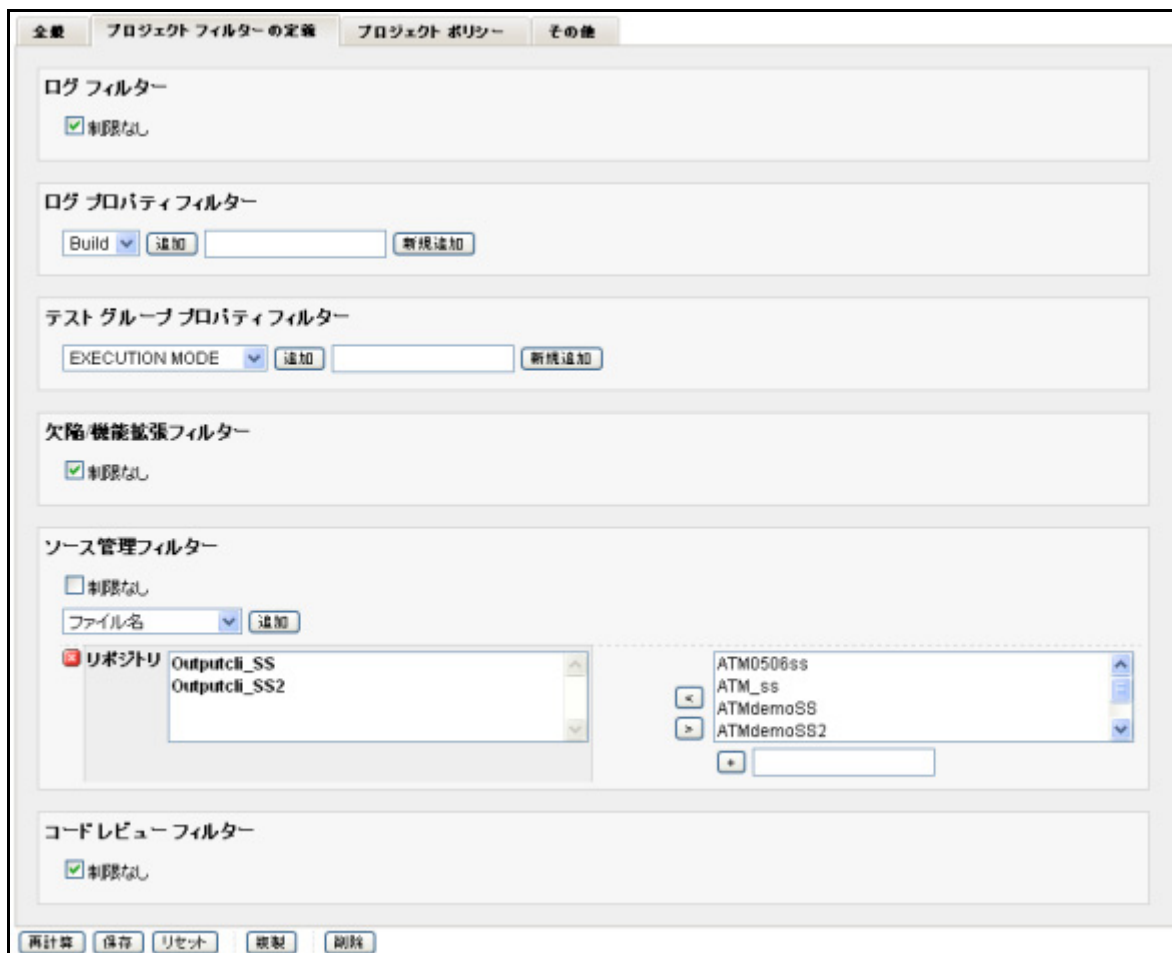 全般 プロジェクト フィルターの定義 プロジェクト ポリシー その他
ログ フィルター
制限なし
ログ プロパティ フィルター
Build 追加 新規追加
テスト グループ プロパティ フィルター
EXECUTION MODE 追加 新規追加
欠陥/機能拡張フィルター
制限なし
ソース管理フィルター
制限なし
ファイル名 追加
リポジトリ
Outputcli_SS
Outputcli_SS2
<
>
ATM0506ss
ATM_ss
ATMdemoSS
ATMdemoSS2
+
コード レビュー フィルター
制限なし
再計算 保存 リセット 複製 削除